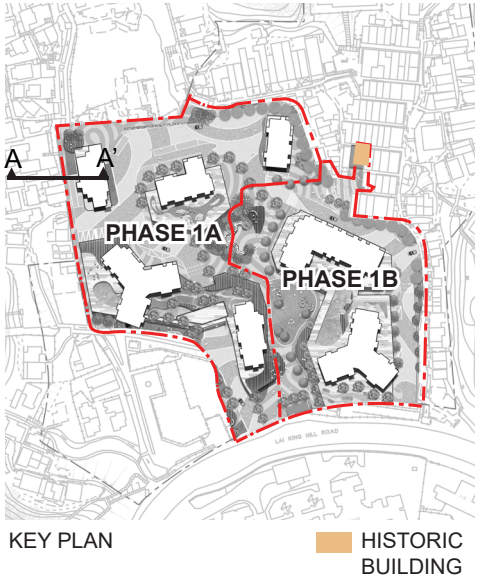 A A’
PHASE 1A
PHASE 1B
LAI KING HILL ROAD
KEY PLAN
HISTORIC
BUILDING